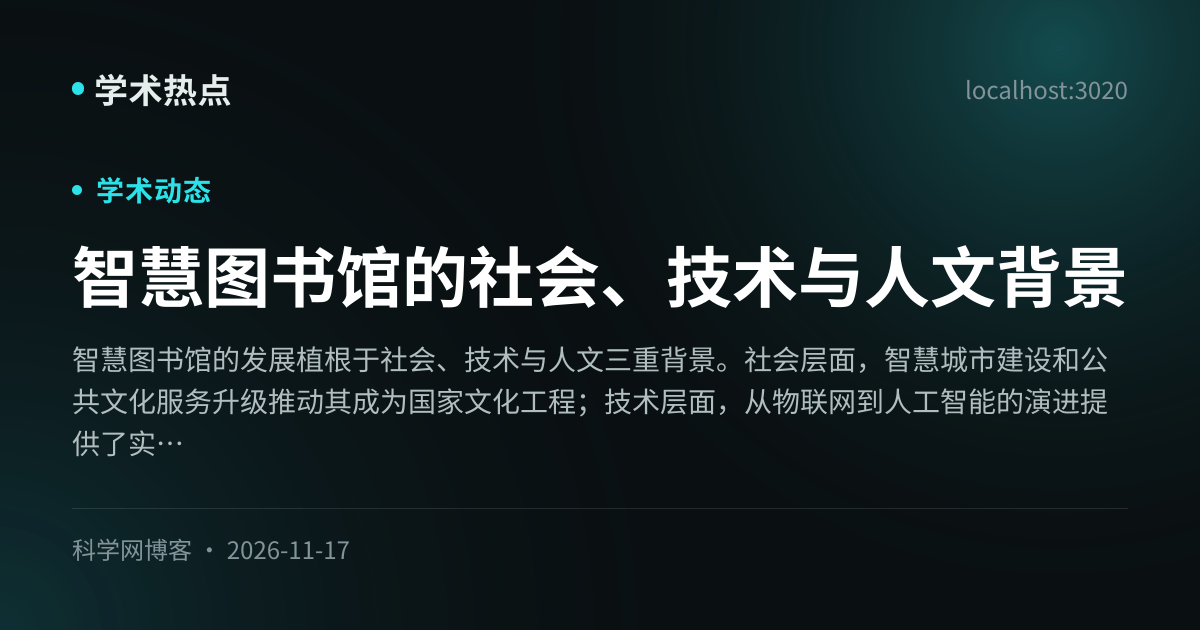 学术热点
localhost:3020
学术动态
智慧图书馆的社会、技术与人文背景
智慧图书馆的发展植根于社会、技术与人文三重背景。社会层面，智慧城市建设和公
共文化服务升级推动其成为国家文化工程；技术层面，从物联网到人工智能的演进提
供了实…
科学网博客 • 2026-11-17